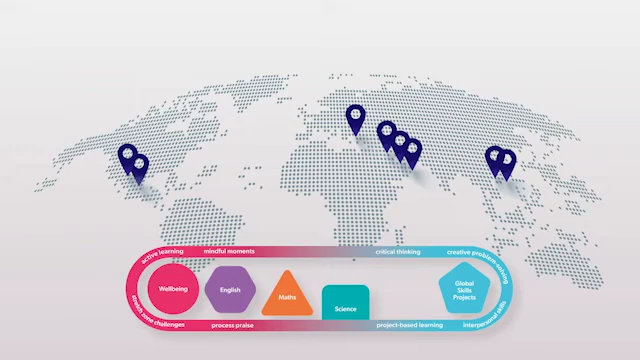 active learning
mindful moments
critical thinking
creative problem-solving
Wellbeing
English
Maths
Science
Global
Skills
Projects
stretch zone challenges
process praise
project-based learning
interpersonal skills